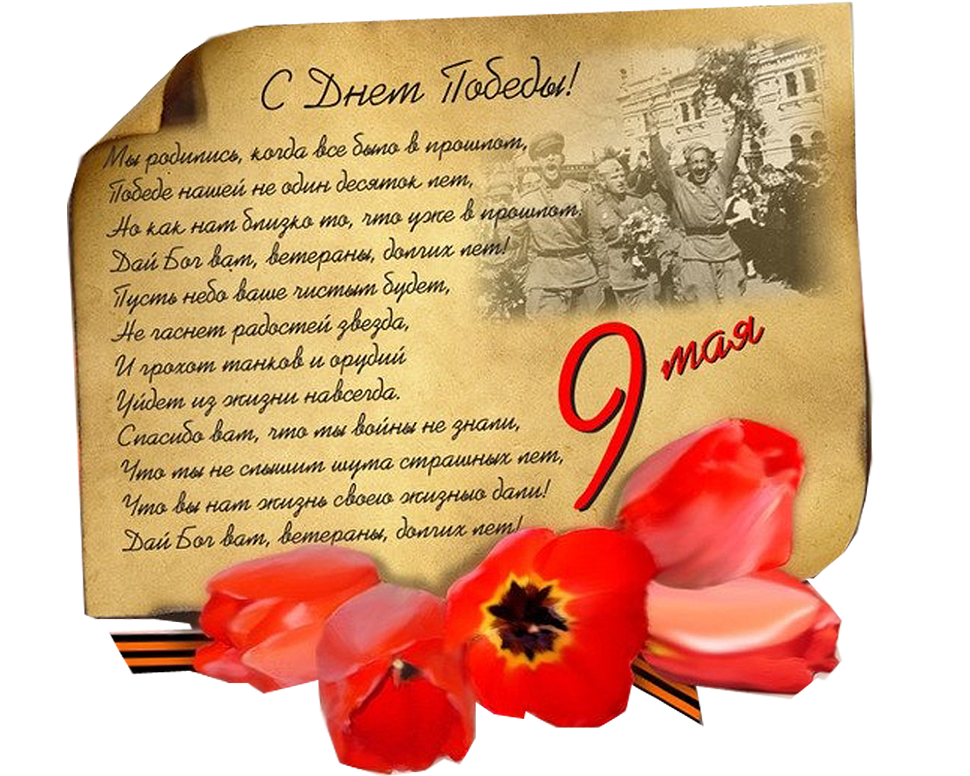 С Днем Победы!
Мы родились, когда все было в прошлом,
Победе нашей не один десяток лет,
Но как нам близко то, что уже в прошлом.
Дай Бог вам, ветераны, долгих лет!
Пусть небо ваше чистым будет,
Не гаснет радостей звезда,
И грохот танков и орудий
Уйдет из жизни навсегда.
Спасибо вам, что мы войны не знали,
Что мы не слышим шума страшных лет,
Что вы нам жизнь своею жизнью дали!
Дай Бог вам, ветераны, долгих лет!
9 мая